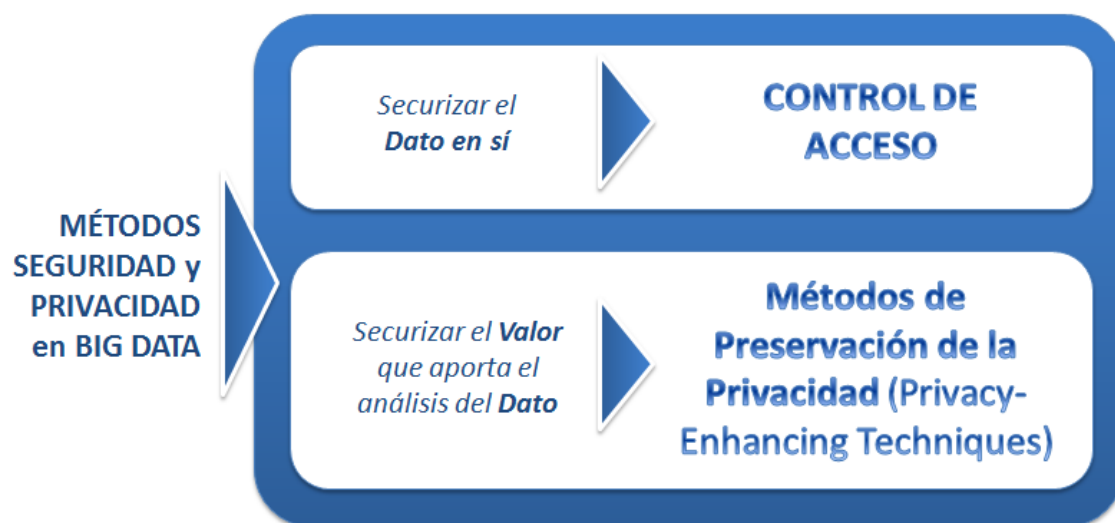 MÉTODOS
SEGURIDAD y
PRIVACIDAD
en BIG DATA
Securizar el
Dato en sí
CONTROL DE
ACCESO
Securizar el Valor
que aporta el
análisis del Dato
Métodos de
Preservación de la
Privacidad (Privacy-
Enhancing Techniques)